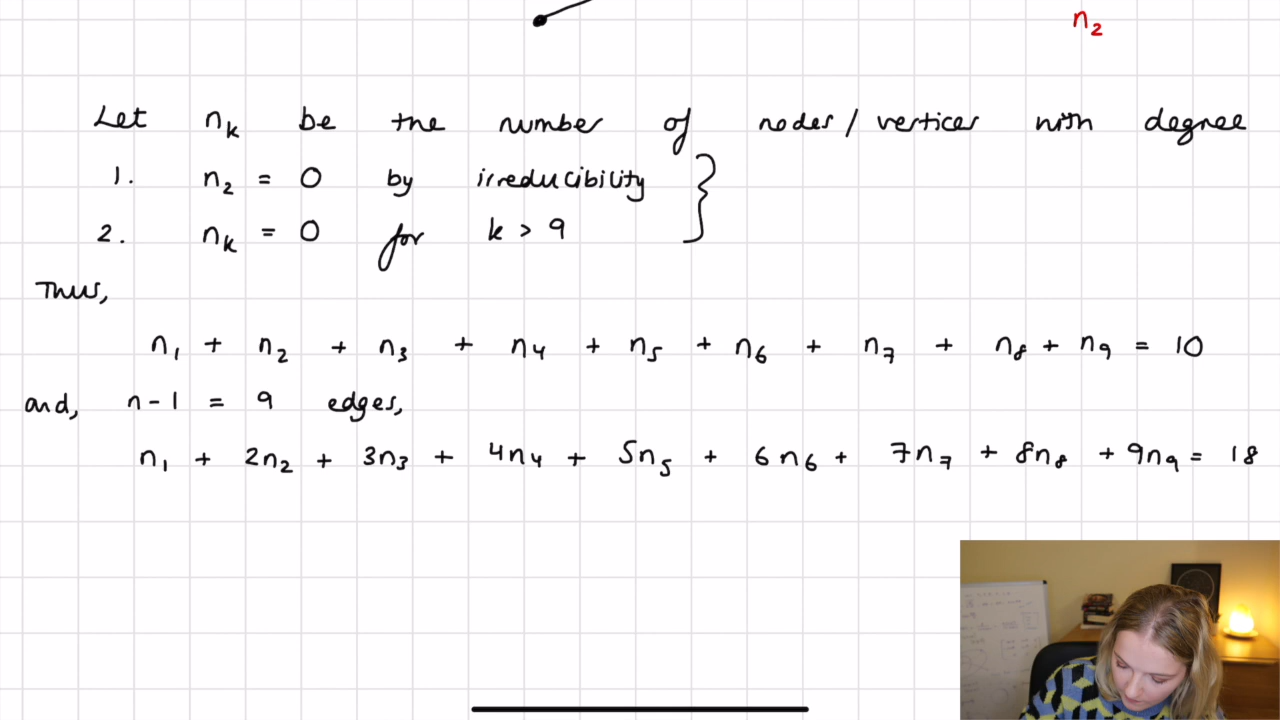 n₂
Let nₖ be the number of nodes / vertices with degree
1. n₂ = 0 by irreducibility
2. nₖ = 0 for k > 9
Thus,
n₁ + n₂ + n₃ + n₄ + n₅ + n₆ + n₇ + n₈ + n₉ = 10
and, n - 1 = 9 edges,
n₁ + 2n₂ + 3n₃ + 4n₄ + 5n₅ + 6n₆ + 7n₇ + 8n₈ + 9n₉ = 18